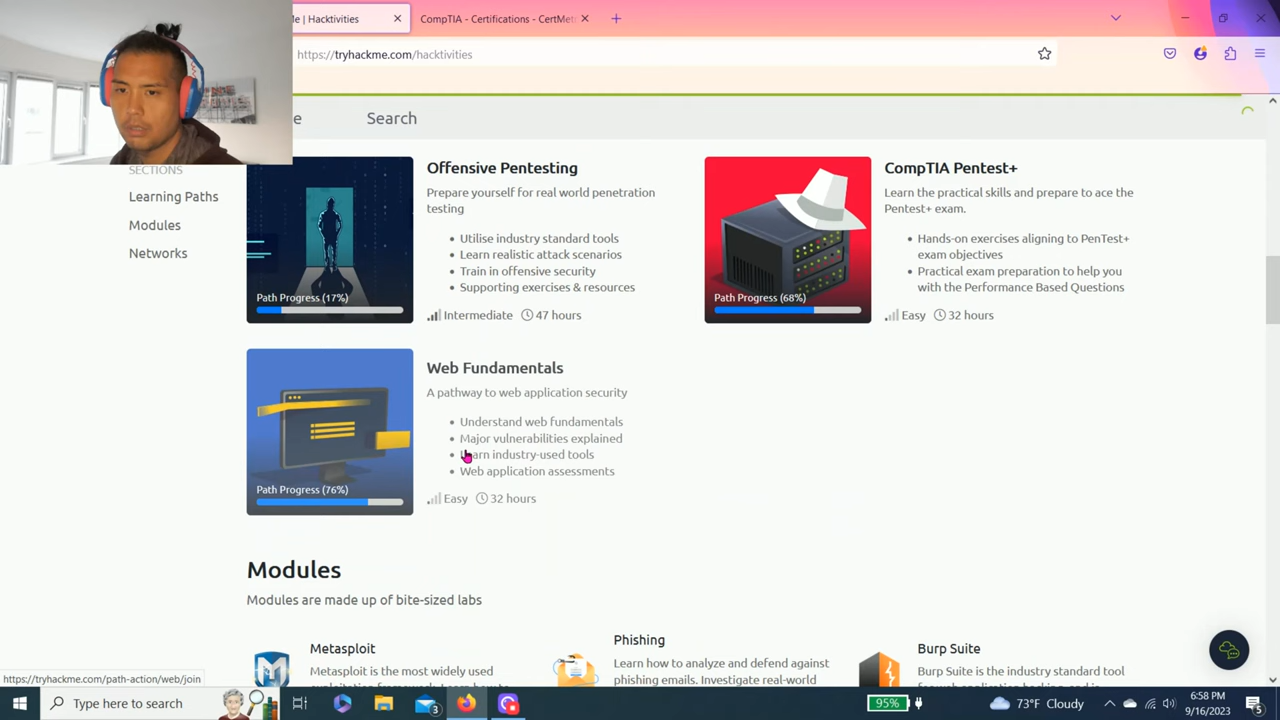 Me | Hacktivities
CompTIA - Certifications - CertMet
https://tryhackme.com/hacktivities
Search
SECTIONS
Learning Paths
Modules
Networks
Offensive Pentesting
Prepare yourself for real world penetration
testing
Utilise industry standard tools
Learn realistic attack scenarios
Train in offensive security
Supporting exercises & resources
Path Progress (17%)
Intermediate 47 hours
CompTIA Pentest+
Learn the practical skills and prepare to ace the
Pentest+ exam.
Hands-on exercises aligning to PenTest+
exam objectives
Practical exam preparation to help you
with the Performance Based Questions
Path Progress (68%)
Easy 32 hours
Web Fundamentals
A pathway to web application security
Understand web fundamentals
Major vulnerabilities explained
Learn industry-used tools
Web application assessments
Path Progress (76%)
Easy 32 hours
Modules
Modules are made up of bite-sized labs
Metasploit
Metasploit is the most widely used
Phishing
Learn how to analyze and defend against
phishing emails. Investigate real-world
Burp Suite
Burp Suite is the industry standard tool
https://tryhackme.com/path-action/web/join
Type here to search
3
95%
73°F Cloudy
6:58 PM
9/16/2023
5